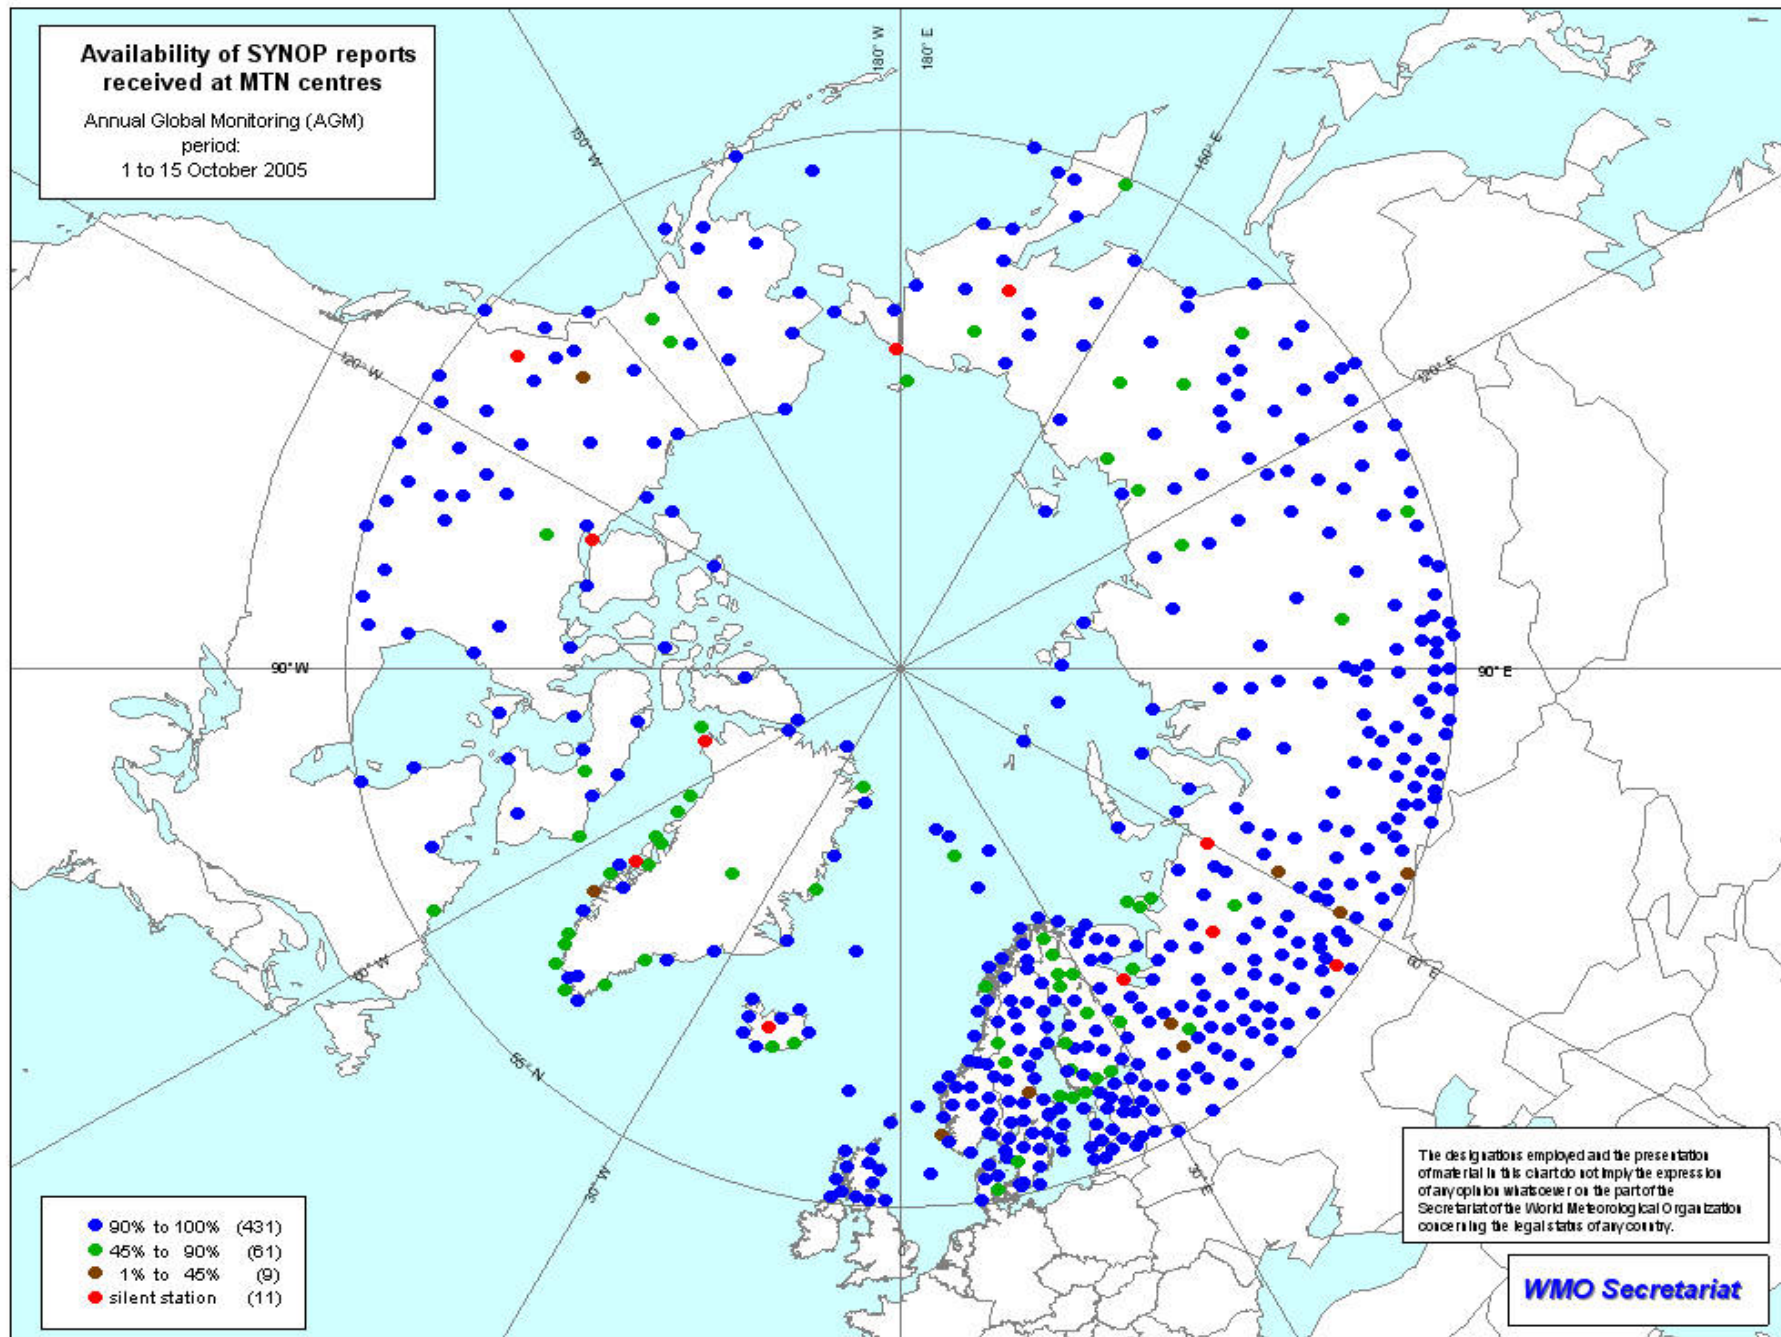 Availability of SYNOP reports
received at MTN centres
Annual Global Monitoring (AGM)
period:
1 to 15 October 2005
180° W
180° E
150° W
150° E
120° W
120° E
90° W
90° E
60° W
60° E
55° N
30° W
30° E
90% to 100% (431)
45% to 90% (61)
1% to 45% (9)
silent station (11)
The designations employed and the presentation
of material in this chart do not imply the expression
of any opinion whatsoever on the part of the
Secretariat of the World Meteorological Organization
concerning the legal status of any country.
WMO Secretariat